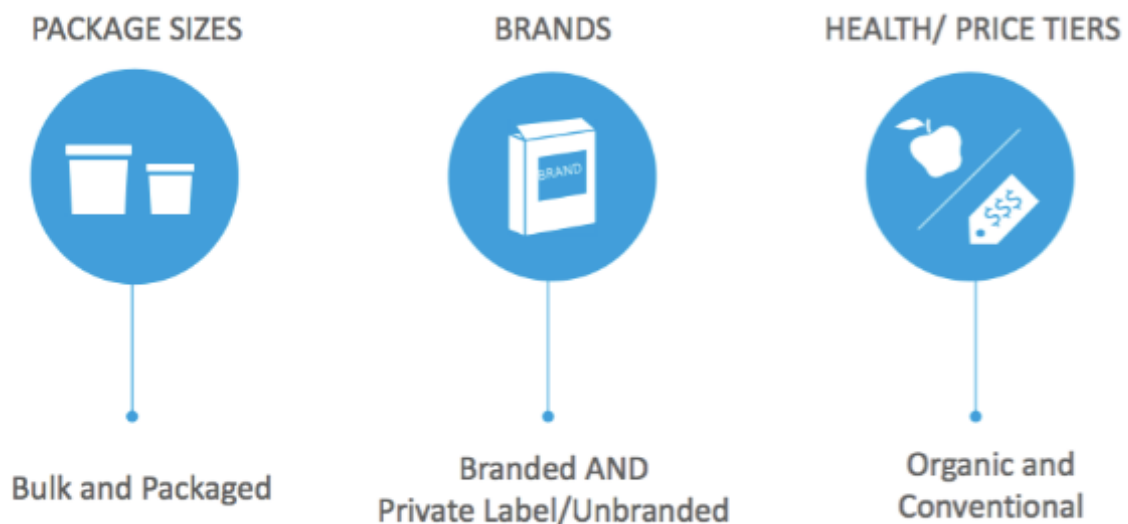 PACKAGE SIZES
BRANDS
HEALTH/ PRICE TIERS
BRAND
$$$
Bulk and Packaged
Branded AND
Private Label/Unbranded
Organic and
Conventional